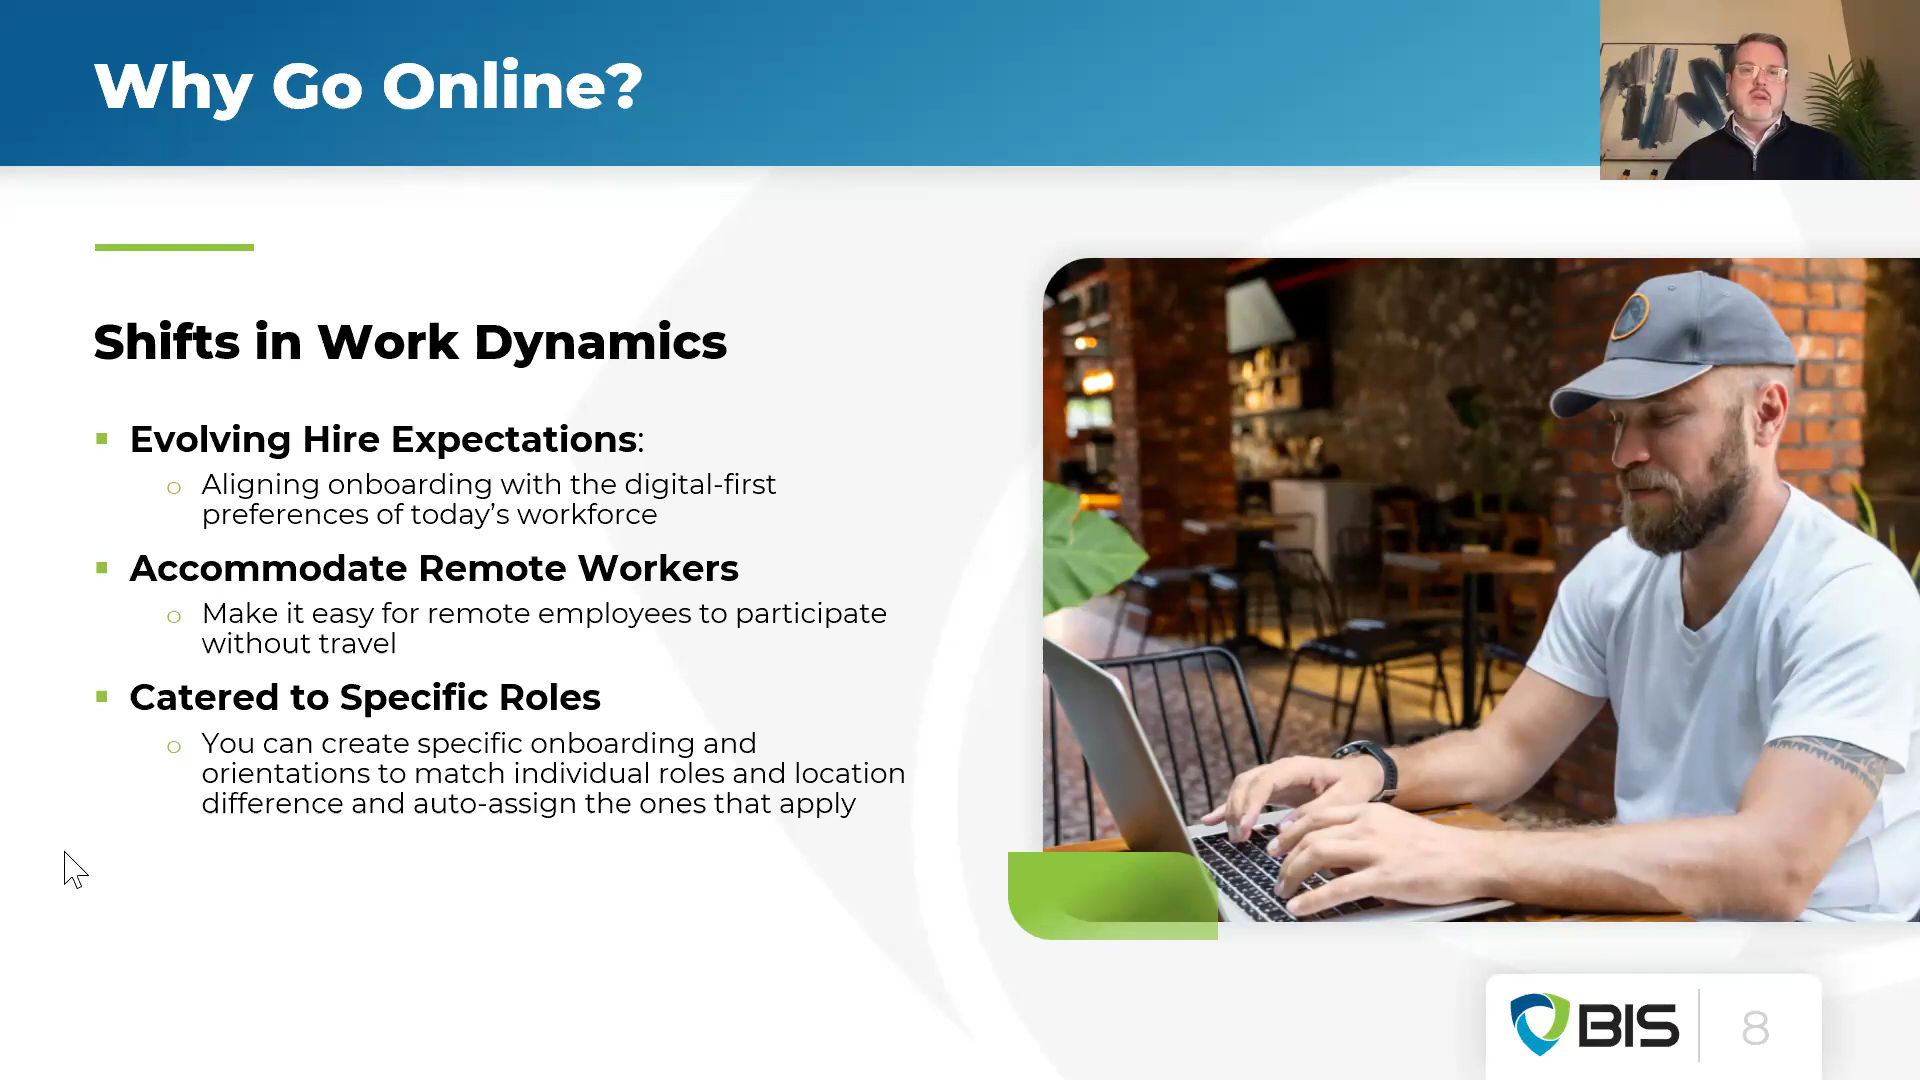 Why Go Online?
Shifts in Work Dynamics
Evolving Hire Expectations:
Aligning onboarding with the digital-first
preferences of today’s workforce
Accommodate Remote Workers
Make it easy for remote employees to participate
without travel
Catered to Specific Roles
You can create specific onboarding and
orientations to match individual roles and location
difference and auto-assign the ones that apply
BIS
8